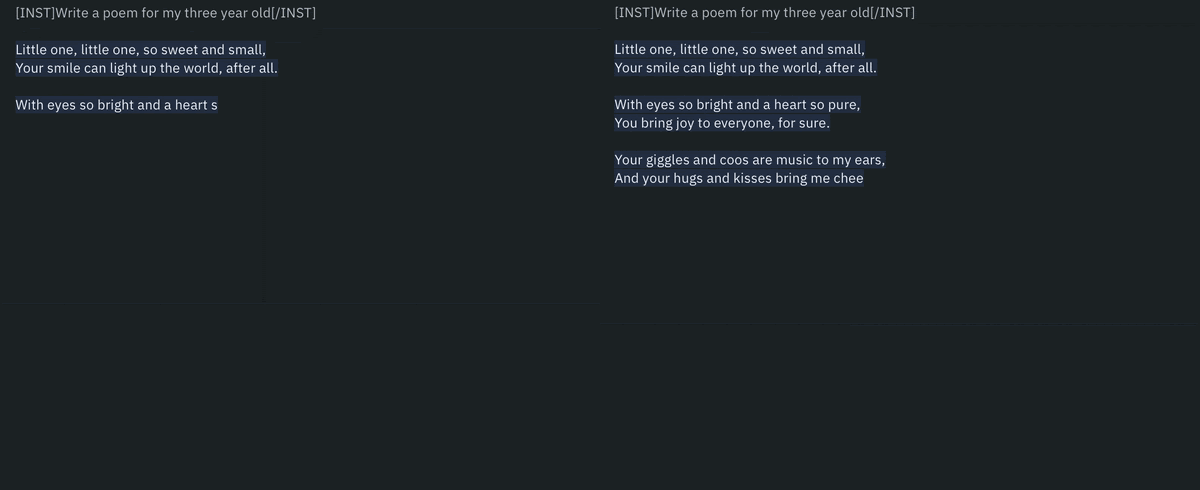 [INST]Write a poem for my three year old[/INST]
Little one, little one, so sweet and small,
Your smile can light up the world, after all.
With eyes so bright and a heart s
[INST]Write a poem for my three year old[/INST]
Little one, little one, so sweet and small,
Your smile can light up the world, after all.
With eyes so bright and a heart so pure,
You bring joy to everyone, for sure.
Your giggles and coos are music to my ears,
And your hugs and kisses bring me chee